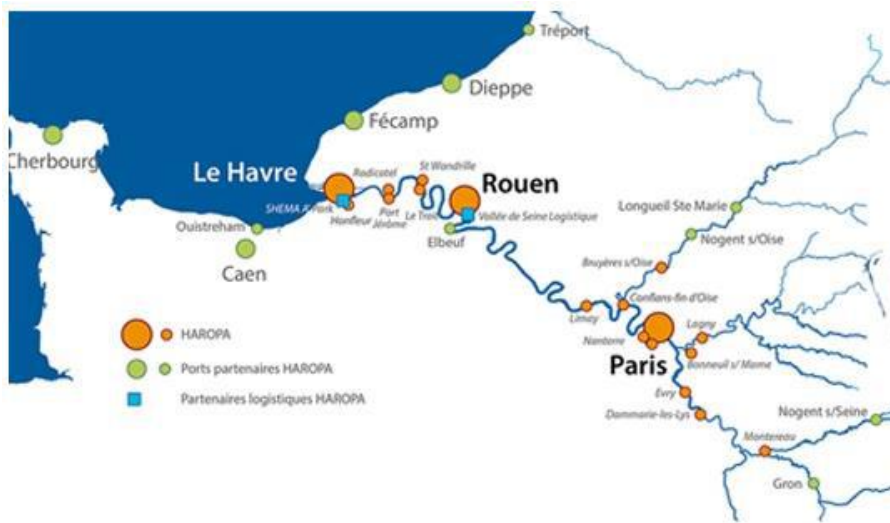 Tréport
Dieppe
Fécamp
Cherbourg
Le Havre
Radicatel
St Wandrille
Rouen
SHEMA A'Park
Honfleur
Port
Jérôme
Le Trait
Vallée de Seine Logistique
Longueil Ste Marie
Ouistreham
Elbeuf
Nogent s/Oise
Caen
Bruyères s/Oise
Conflans-fin d'Oise
Limay
Lagny
HAROPA
Nanterre
Paris
Bonneuil s/ Marne
Ports partenaires HAROPA
Evry
Partenaires logistiques HAROPA
Dammarie-les-Lys
Nogent s/Seine
Montereau
Gron